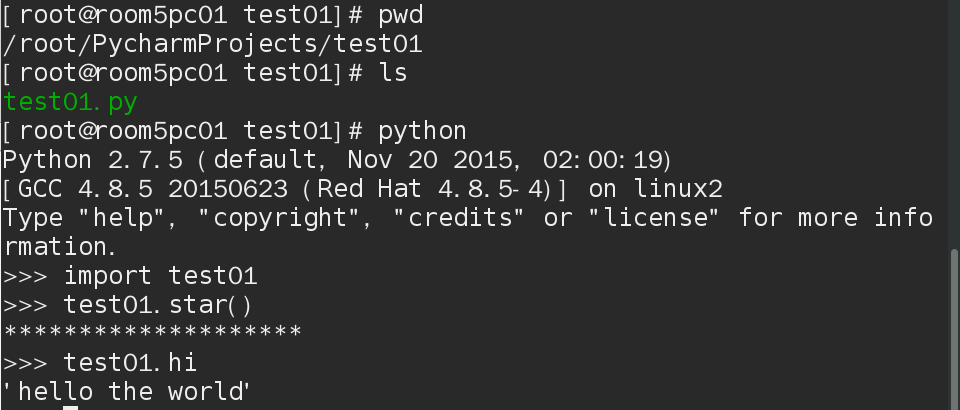 [root@room5pc01 test01]# pwd
/root/PycharmProjects/test01
[root@room5pc01 test01]# ls
test01.py
[root@room5pc01 test01]# python
Python 2.7.5 (default, Nov 20 2015, 02:00:19)
[GCC 4.8.5 20150623 (Red Hat 4.8.5-4)] on linux2
Type "help", "copyright", "credits" or "license" for more info
rmation.
>>> import test01
>>> test01.star()
********************
>>> test01.hi
'hello the world'